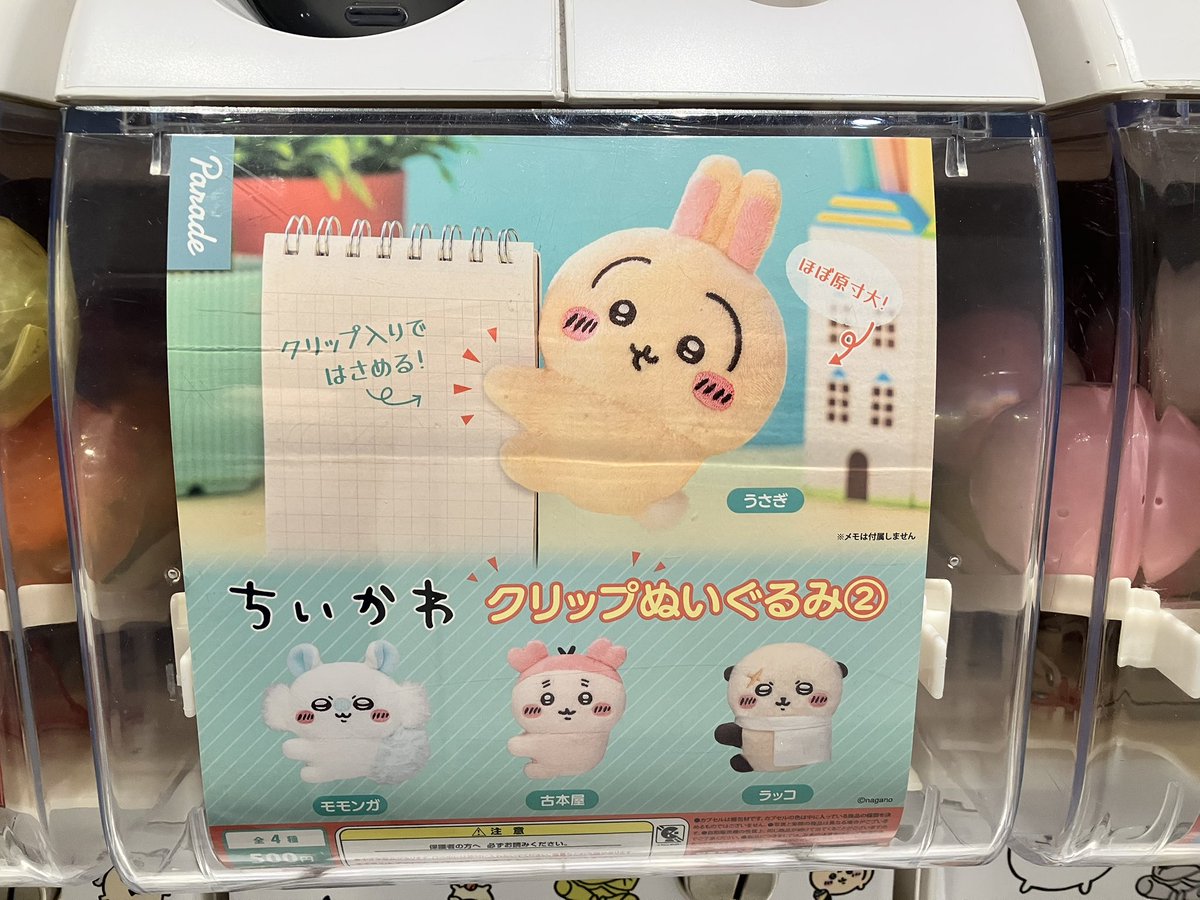 Parade
クリップ入りで
はさめる!
ほぼ原寸大!
うさぎ
※メモは付属しません
ちいかわ
クリップぬいぐるみ②
モモンガ
古本屋
ラッコ
©nagano
全4種
500円
⚠注意
保護者の方へ 必ずお読みください。